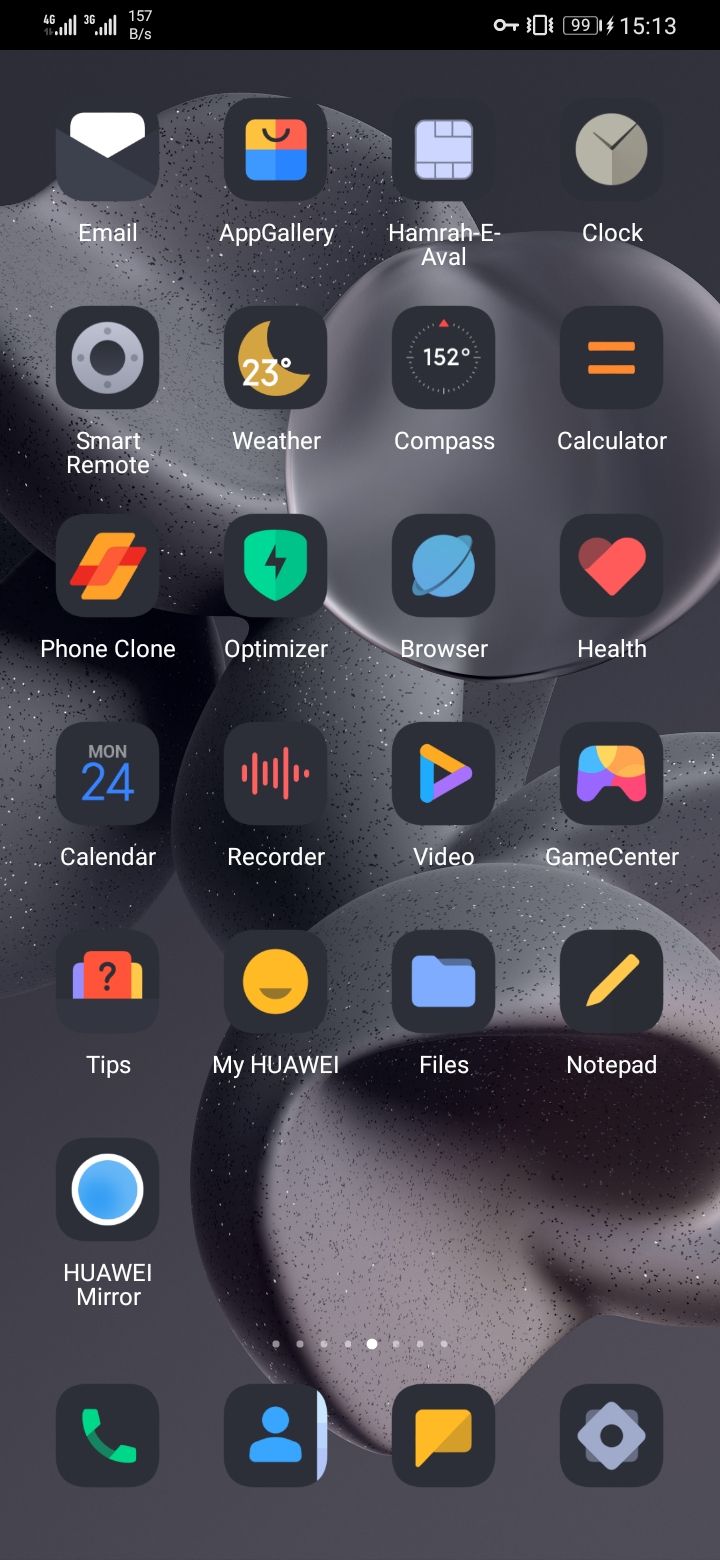 4G 3G 157
B/s
99 15:13
Email AppGallery Hamrah-E- Clock
Aval
23° 152°
Smart Weather Compass Calculator
Remote
Phone Clone Optimizer Browser Health
MON
24
Calendar Recorder Video GameCenter
?
Tips My HUAWEI Files Notepad
HUAWEI
Mirror